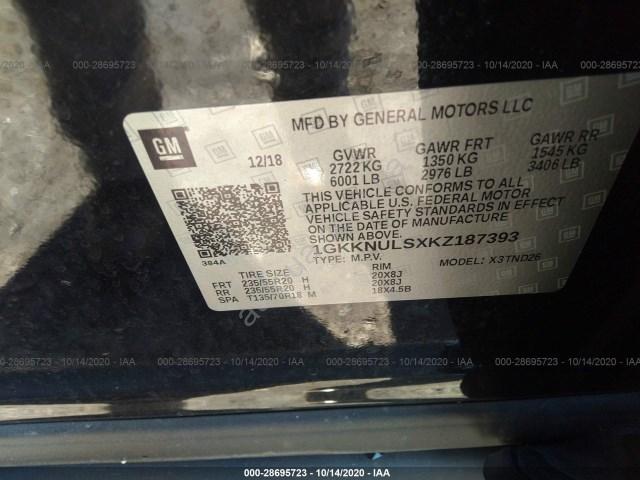 000-28695723 - 10/14/2020 - IAA
MFD BY GENERAL MOTORS LLC
GM
12/18
GVWR
2722 KG
6001 LB
GAWR FRT
1350 KG
2976 LB
GAWR RR
1545 KG
3406 LB
THIS VEHICLE CONFORMS TO ALL
APPLICABLE U.S. FEDERAL MOTOR
VEHICLE SAFETY STANDARDS IN EFFECT
ON THE DATE OF MANUFACTURE
SHOWN ABOVE.
1GKKNULSXKZ187393
TYPE: M.P.V.
MODEL: X3TND26
384A
TIRE SIZE RIM
FRT 235/55R20 H 20X8J
RR 235/55R20 H 20X8J
SPA T135/70R18 M 18X4.5B
000-28695723 - 10/14/2020 - IAA
000-28695723 - 10/14/2020 - IAA